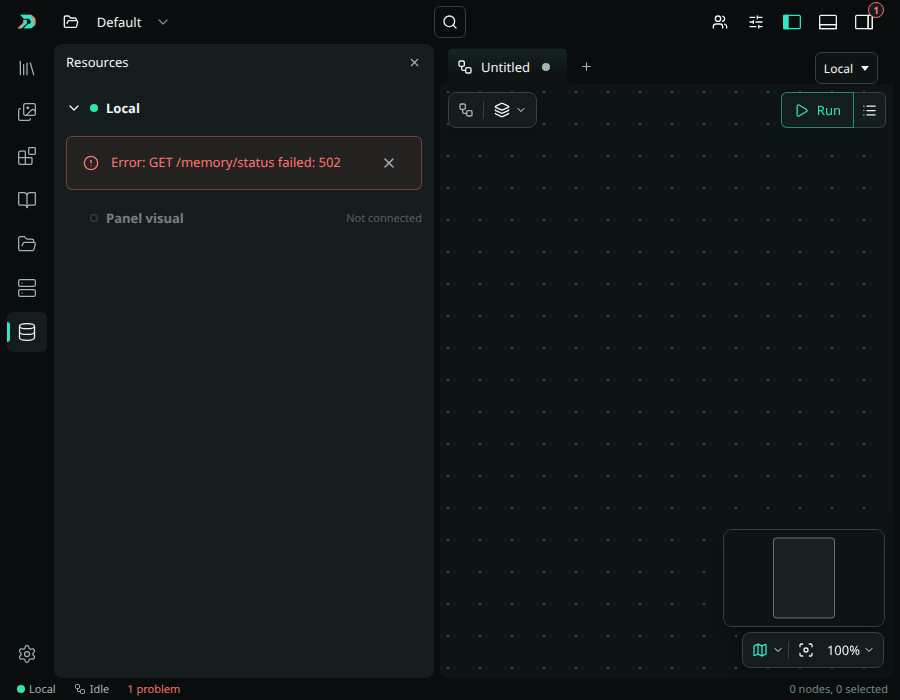 Default
1
Resources
Untitled
Local
Local
Run
Error: GET /memory/status failed: 502
Panel visual
Not connected
100%
Local
Idle
1 problem
0 nodes, 0 selected